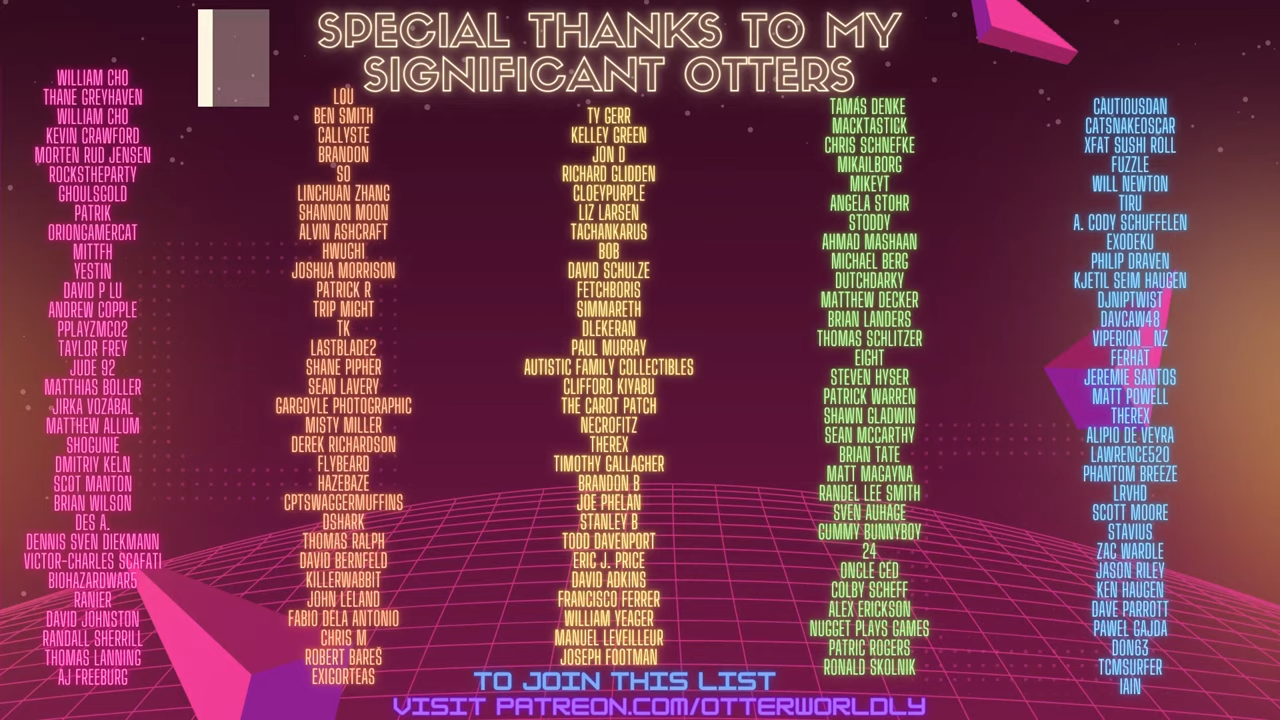 SPECIAL THANKS TO MY
SIGNIFICANT OTTERS
WILLIAM CHO
THANE GREYHAVEN
WILLIAM CHO
KEVIN CRAWFORD
MORTEN RUD JENSEN
ROCKSTHEPARTY
GHOULSGOLD
PATRIK
ORIONGAMERCAT
MITTFH
YESTIN
DAVID P LU
ANDREW COPPLE
PPLAYZMC02
TAYLOR FREY
JUDE 92
MATTHIAS BOLLER
JIRKA VOZÁBAL
MATTHEW ALLUM
SHOGUNIE
DMITRIY KELN
SCOT MANTON
BRIAN WILSON
DES A.
DENNIS SVEN DIEKMANN
VICTOR-CHARLES SCAFATI
BIOHAZARDWAR5
RANIER
DAVID JOHNSTON
RANDALL SHERRILL
THOMAS LANNING
AJ FREEBURG
LOU
BEN SMITH
CALLYSTE
BRANDON
SO
LINCHUAN ZHANG
SHANNON MOON
ALVIN ASHCRAFT
HWUGHT
JOSHUA MORRISON
PATRICK R
TRIP MIGHT
TK
LASTBLADE2
SHANE PIPHER
SEAN LAVERY
GARGOYLE PHOTOGRAPHIC
MISTY MILLER
DEREK RICHARDSON
FLYBEARD
HAZEBAZE
CPTSWAGGERMUFFINS
DSHARK
THOMAS RALPH
DAVID BERNFELD
KILLERWABBIT
JOHN LELAND
FABIO DELA ANTONIO
CHRIS M
ROBERT BAREŠ
EXIGORTEAS
TY GERR
KELLEY GREEN
JON D
RICHARD GLIDDEN
CLOEYPURPLE
LIZ LARSEN
TACHANKARUS
BOB
DAVID SCHULZE
FETCHBORIS
SIMMARETH
DLEKERAN
PAUL MURRAY
AUTISTIC FAMILY COLLECTIBLES
CLIFFORD KIYABU
THE CAROT PATCH
NECROFITZ
THEREX
TIMOTHY GALLAGHER
BRANDON B
JOE PHELAN
STANLEY B
TODD DAVENPORT
ERIC J. PRICE
DAVID ADKINS
FRANCISCO FERRER
WILLIAM YEAGER
MANUEL LEVEILLEUR
JOSEPH FOOTMAN
TAMÁS DENKE
MACKTASTICK
CHRIS SCHNEFKE
MIKAILBORG
MIKEYT
ANGELA STOHR
STODDY
AHMAD MASHAAN
MICHAEL BERG
DUTCHDARKY
MATTHEW DECKER
BRIAN LANDERS
THOMAS SCHLITZER
EIGHT
STEVEN HYSER
PATRICK WARREN
SHAWN GLADWIN
SEAN MCCARTHY
BRIAN TATE
MATT MAGAYNA
RANDEL LEE SMITH
SVEN AUHAGE
GUMMY BUNNYBOY
24
ONCLE CED
COLBY SCHEFF
ALEX ERICKSON
NUGGET PLAYS GAMES
PATRIC ROGERS
RONALD SKOLNIK
CAUTIOUSDAN
CATSNAKEOSCAR
XFAT SUSHI ROLL
FUZZLE
WILL NEWTON
TIRU
A. CODY SCHUFFELEN
EXODEKU
PHILIP DRAVEN
KJETIL SEIM HAUGEN
DJNIPTWIST
DAVCAW48
VIPERION__NZ
FERHAT
JEREMIE SANTOS
MATT POWELL
THEREX
ALIPIO DE VEYRA
LAWRENCE520
PHANTOM BREEZE
LRVHD
SCOTT MOORE
STAVIUS
ZAC WARDLE
JASON RILEY
KEN HAUGEN
DAVE PARROTT
PAWEŁ GAJDA
DON63
TCMSURFER
IAIN
TO JOIN THIS LIST
VISIT PATREON.COM/OTTERWORLDLY